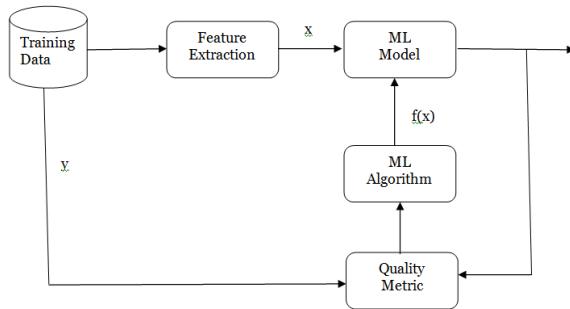 Training
Data
Feature
Extraction
x
ML
Model
f(x)
y
ML
Algorithm
Quality
Metric